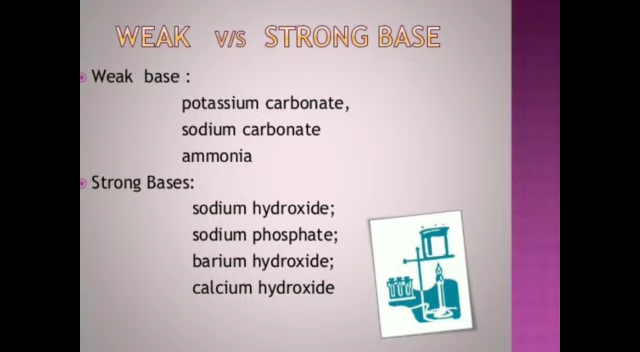 WEAK V/S STRONG BASE
Weak base :
potassium carbonate,
sodium carbonate
ammonia
Strong Bases:
sodium hydroxide;
sodium phosphate;
barium hydroxide;
calcium hydroxide